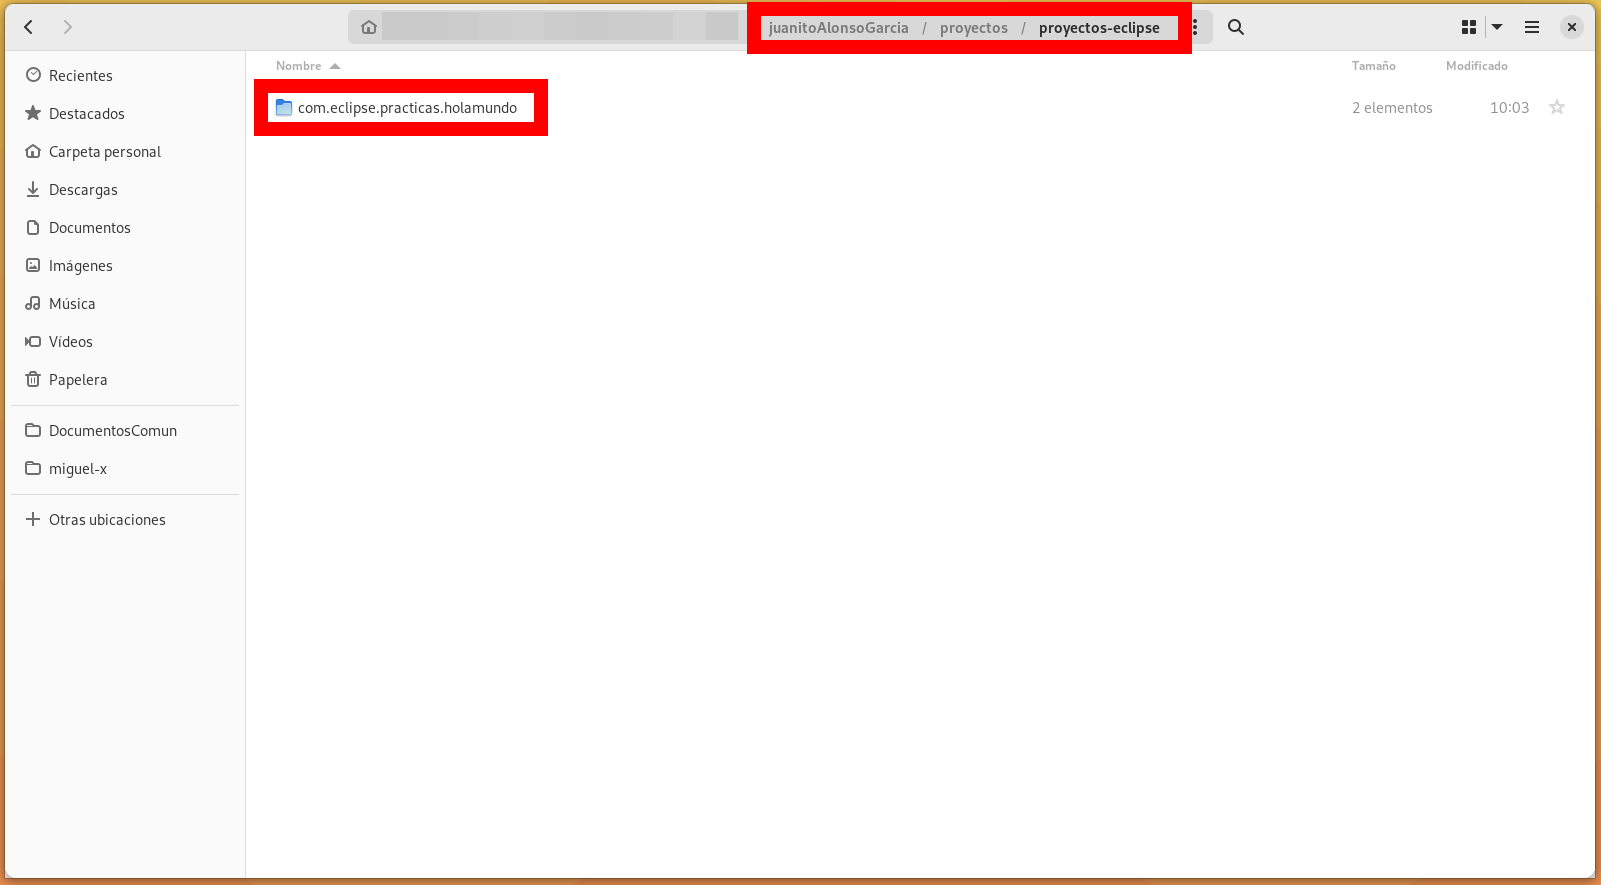 juanitoAlonsoGarcia / proyectos / proyectos-eclipse
Nombre Tamaño Modificado
com.eclipse.practicas.holamundo 2 elementos 10:03
Recientes
Destacados
Carpeta personal
Descargas
Documentos
Imágenes
Música
Vídeos
Papelera
DocumentosComun
miguel-x
Otras ubicaciones